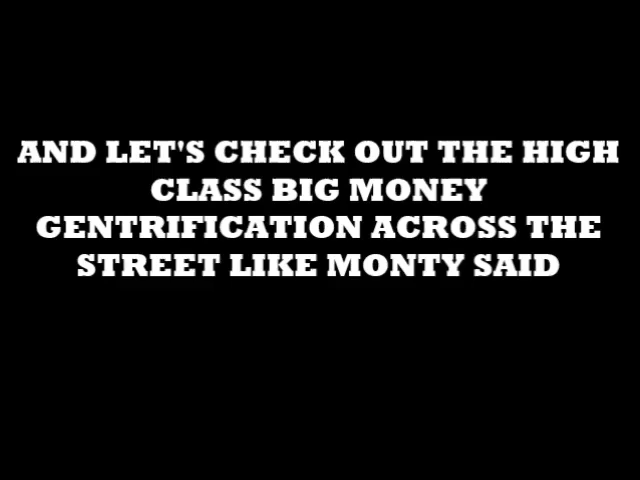 AND LET'S CHECK OUT THE HIGH
CLASS BIG MONEY
GENTRIFICATION ACROSS THE
STREET LIKE MONTY SAID